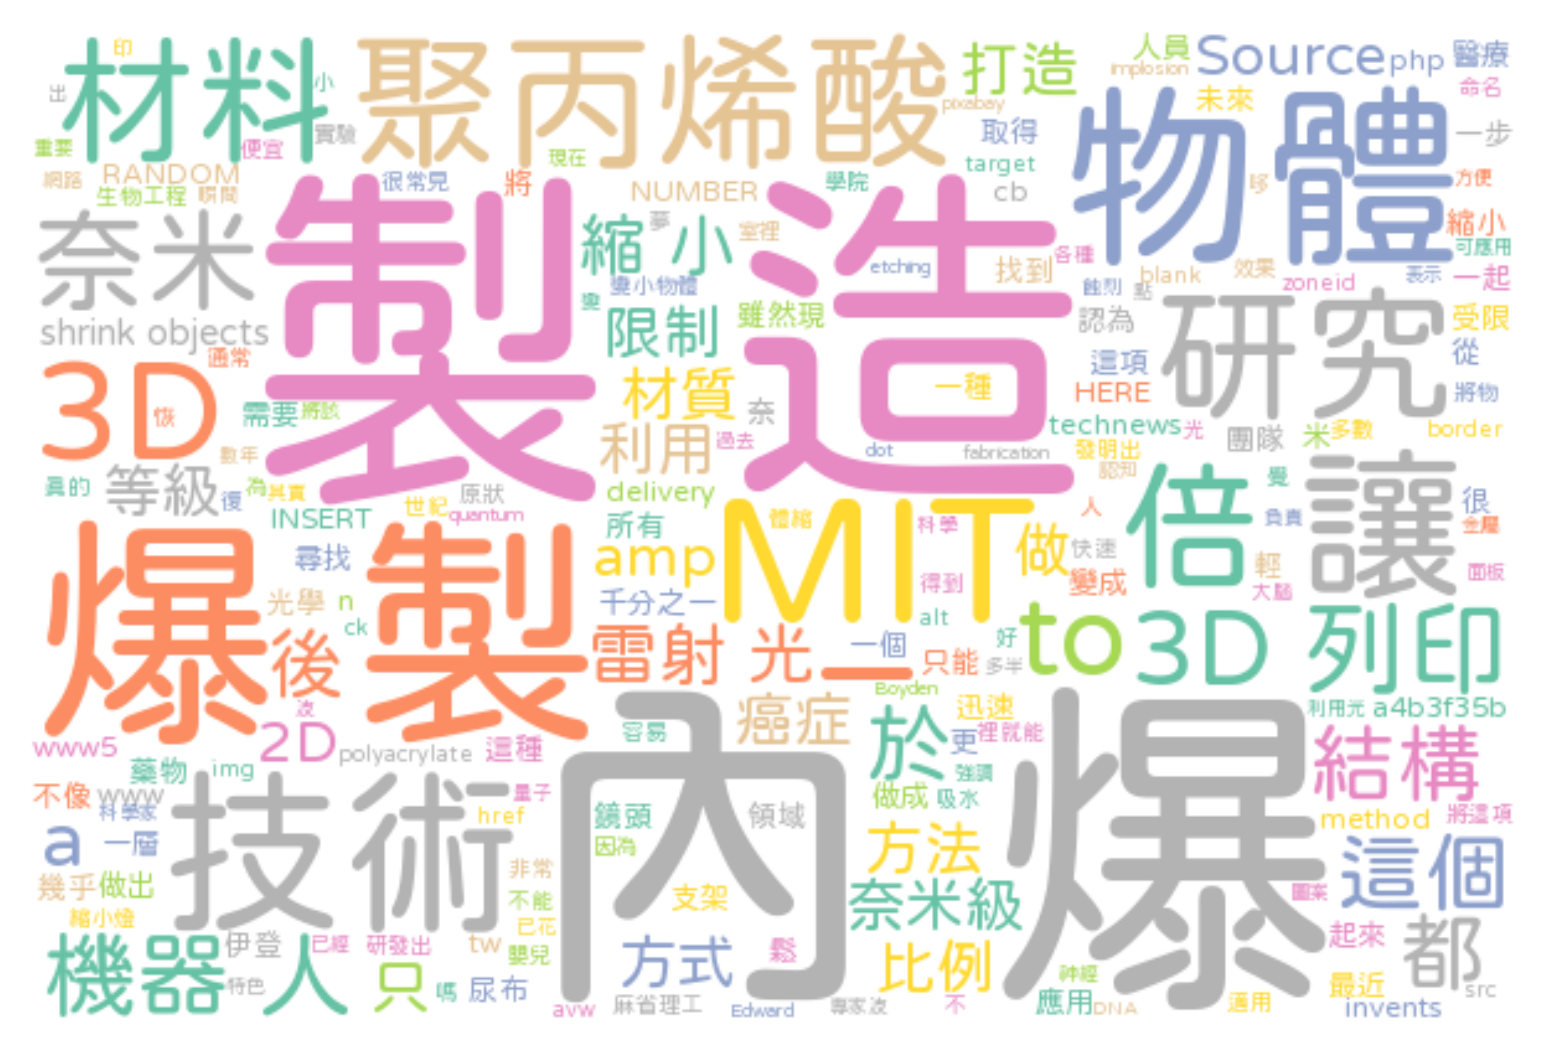 印
材料
小
出
聚丙烯酸
打造
人員
implosion
Source
php
醫療
命名
pixabay
未來
物體
一步
實驗
重要
便宜
現在
取得
target
網路
RANDOM
很常見
將
NUMBER
學院
cb
哆
方便
生物工程
瞬間
奈米
製造
縮小
夢
室裡
etching
找到
各種
縮小
可應用
變小物體
變
blank
效果
zoneid
表示
一起
蝕刻
點
shrink objects
限制
雖然現
認為
研究
受限
從
通常
3D
恢
材質
一種
這項
HERE
將物
需要
將該
奈
利用
過去
technews
光
團隊
米
多數
border
數年
dot
fabrication
發明出
認知
真的
等級
復
為
其實
原狀
世紀
quantum
delivery
INSERT
所有
MIT
體縮
科學
人
倍
覺
負責
讓
很
金屬
爆製
尋找
amp
做
快速
變成
輕
大腦
面板
得到
千分之一
光學
n
ck
後
雷射光
一個
一
只能
alt
好
多半
to
3D列印
Boyden
利用光
a4b3f35b
www5
凌
2D
polyacrylate
這種
容易
癌症
於
迅速
更
裡就能
強調
結構
藥物
img
不像
www
科學家
技術
量子
href
內爆
鏡頭
領域
做成
吸水
method
將這項
a
一層
因為
方法
這個
幾乎
做出
非常
不能
支架
奈米級
圖案
縮小燈
已花
機器人
伊登
已經
研發出
tw
嬰兒
方式
鬆
比例
起來
都
特色
只
嗎
尿布
神經
最近
src
avw
麻省理工
Edward
專家凌
不
應用
DNA
適用
invents